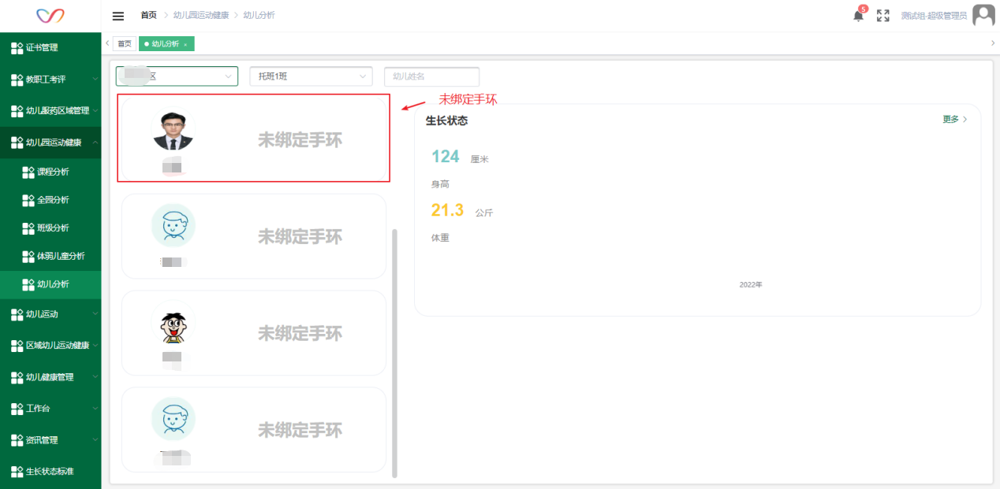 首页 > 幼儿园运动健康 > 幼儿分析
5
测试组-超级管理员
首页
幼儿分析 ×
证书管理
教职工考评
幼儿服药区域管理
幼儿园运动健康
课程分析
全园分析
班级分析
体弱儿童分析
幼儿分析
幼儿运动
区域幼儿运动健康
幼儿健康管理
工作台
资讯管理
生长状态标准
区
托班1班
幼儿姓名
未绑定手环
未绑定手环
未绑定手环
未绑定手环
未绑定手环
生长状态
更多 >
124 厘米
身高
21.3 公斤
体重
2022年